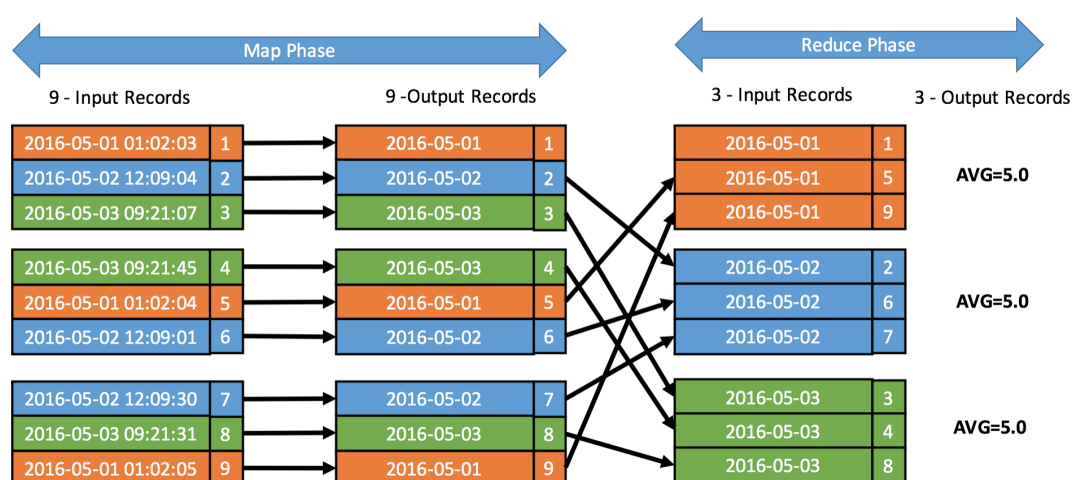 Map Phase
Reduce Phase
9 - Input Records
9 -Output Records
3 - Input Records
3 - Output Records
2016-05-01 01:02:03 1
2016-05-02 12:09:04 2
2016-05-03 09:21:07 3
2016-05-03 09:21:45 4
2016-05-01 01:02:04 5
2016-05-02 12:09:01 6
2016-05-02 12:09:30 7
2016-05-03 09:21:31 8
2016-05-01 01:02:05 9
2016-05-01 1
2016-05-02 2
2016-05-03 3
2016-05-03 4
2016-05-01 5
2016-05-02 6
2016-05-02 7
2016-05-03 8
2016-05-01 9
2016-05-01 1
2016-05-01 5
2016-05-01 9
2016-05-02 2
2016-05-02 6
2016-05-02 7
2016-05-03 3
2016-05-03 4
2016-05-03 8
AVG=5.0
AVG=5.0
AVG=5.0